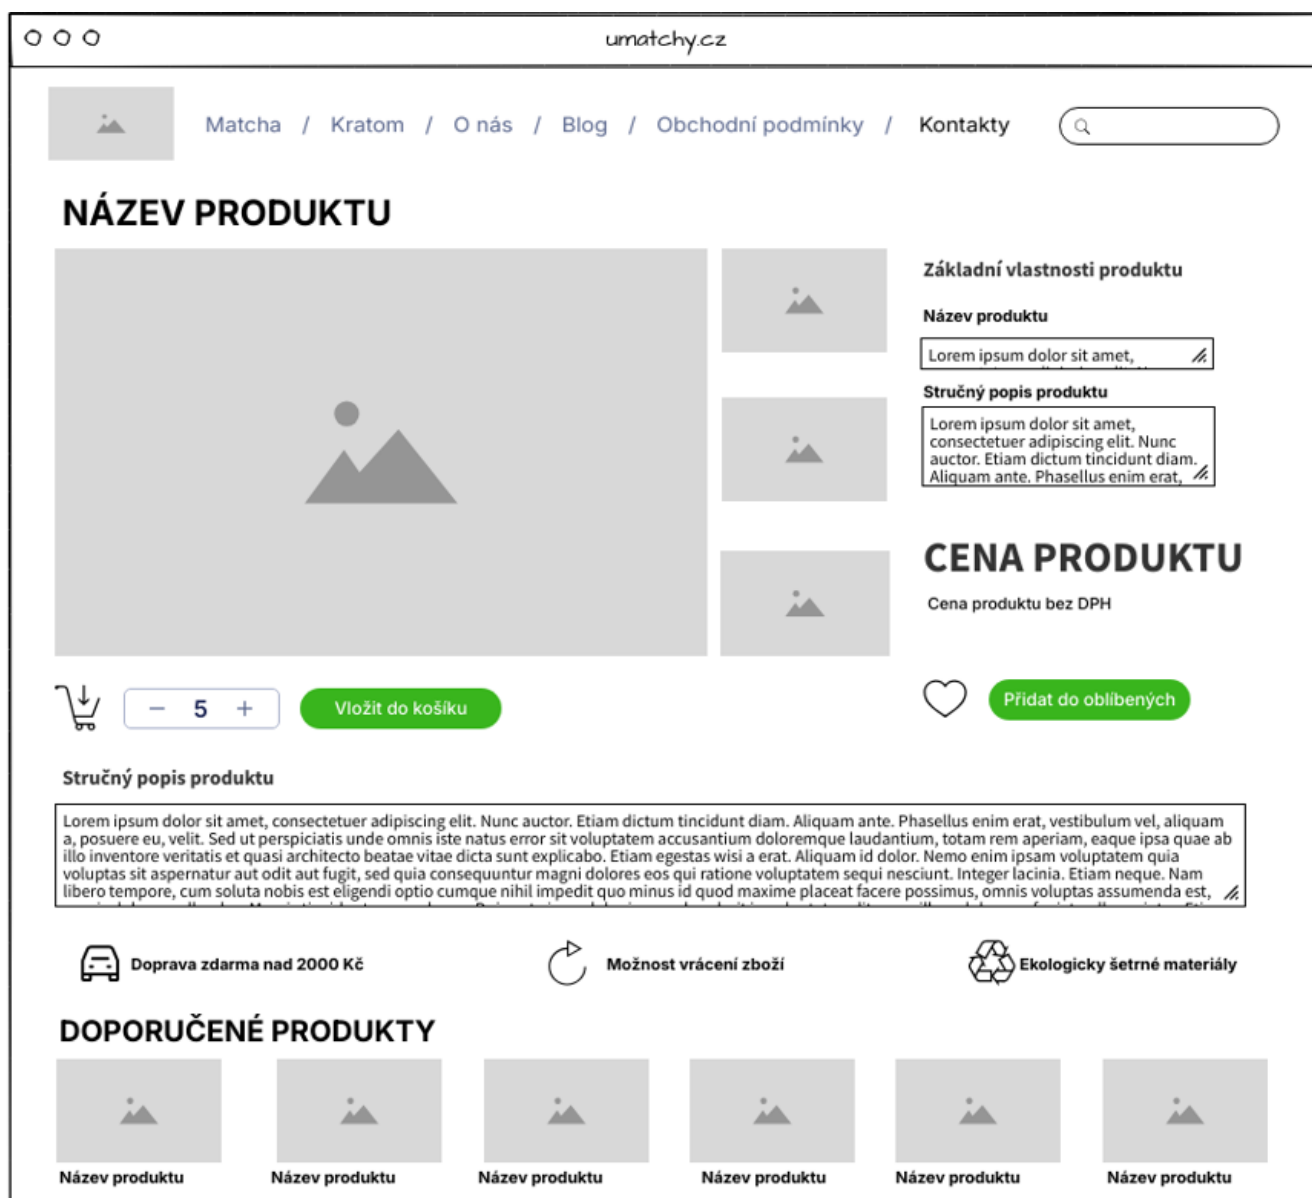 umatchy.cz
Matcha / Kratom / O nás / Blog / Obchodní podmínky / Kontakty
NÁZEV PRODUKTU
Základní vlastnosti produktu
Název produktu
Lorem ipsum dolor sit amet,
Stručný popis produktu
Lorem ipsum dolor sit amet,
consectetuer adipiscing elit. Nunc
auctor. Etiam dictum tincidunt diam.
Aliquam ante. Phasellus enim erat,
CENA PRODUKTU
Cena produktu bez DPH
- 5 +
Vložit do košíku
Přidat do oblíbených
Stručný popis produktu
Lorem ipsum dolor sit amet, consectetuer adipiscing elit. Nunc auctor. Etiam dictum tincidunt diam. Aliquam ante. Phasellus enim erat, vestibulum vel, aliquam
a, posuere eu, velit. Sed ut perspiciatis unde omnis iste natus error sit voluptatem accusantium doloremque laudantium, totam rem aperiam, eaque ipsa quae ab
illo inventore veritatis et quasi architecto beatae vitae dicta sunt explicabo. Etiam egestas wisi a erat. Aliquam id dolor. Nemo enim ipsam voluptatem quia
voluptas sit aspernatur aut odit aut fugit, sed quia consequuntur magni dolores eos qui ratione voluptatem sequi nesciunt. Integer lacinia. Etiam neque. Nam
libero tempore, cum soluta nobis est eligendi optio cumque nihil impedit quo minus id quod maxime placeat facere possimus, omnis voluptas assumenda est,
Doprava zdarma nad 2000 Kč
Možnost vrácení zboží
Ekologicky šetrné materiály
DOPORUČENÉ PRODUKTY
Název produktu
Název produktu
Název produktu
Název produktu
Název produktu
Název produktu